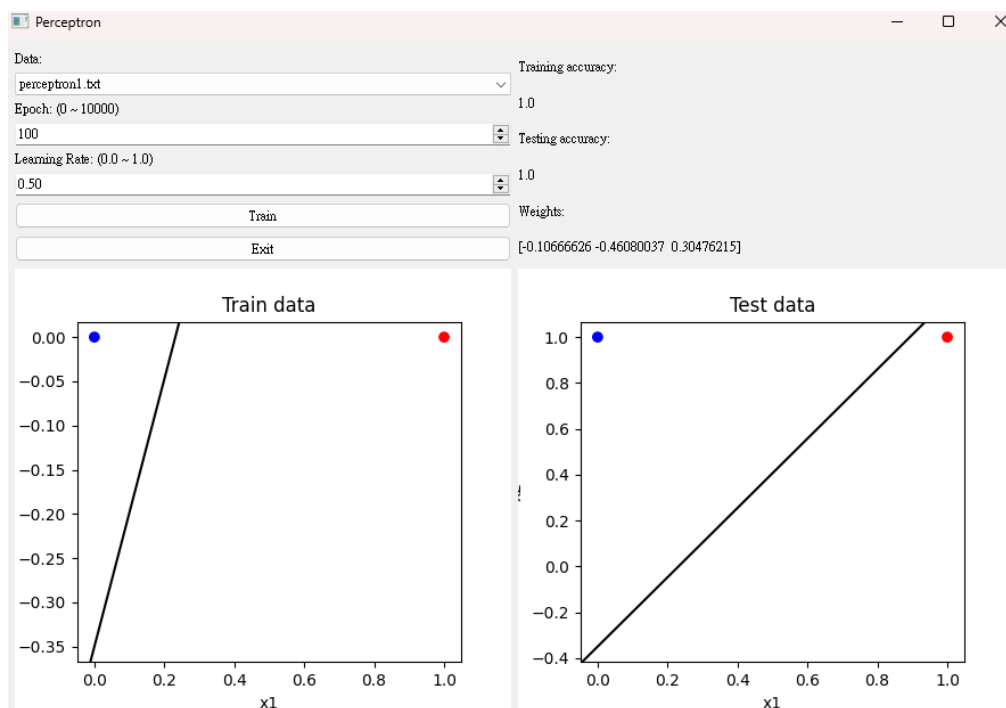 Perceptron
Data:
perceptron1.txt
Epoch: (0 ~ 10000)
100
Learning Rate: (0.0 ~ 1.0)
0.50
Train
Exit
Training accuracy:
1.0
Testing accuracy:
1.0
Weights:
[-0.10666626 -0.46080037 0.30476215]
Train data
0.00
−0.05
−0.10
−0.15
−0.20
−0.25
−0.30
−0.35
0.0 0.2 0.4 0.6 0.8 1.0
x1
Test data
1.0
0.8
0.6
0.4
0.2
0.0
−0.2
−0.4
0.0 0.2 0.4 0.6 0.8 1.0
x1